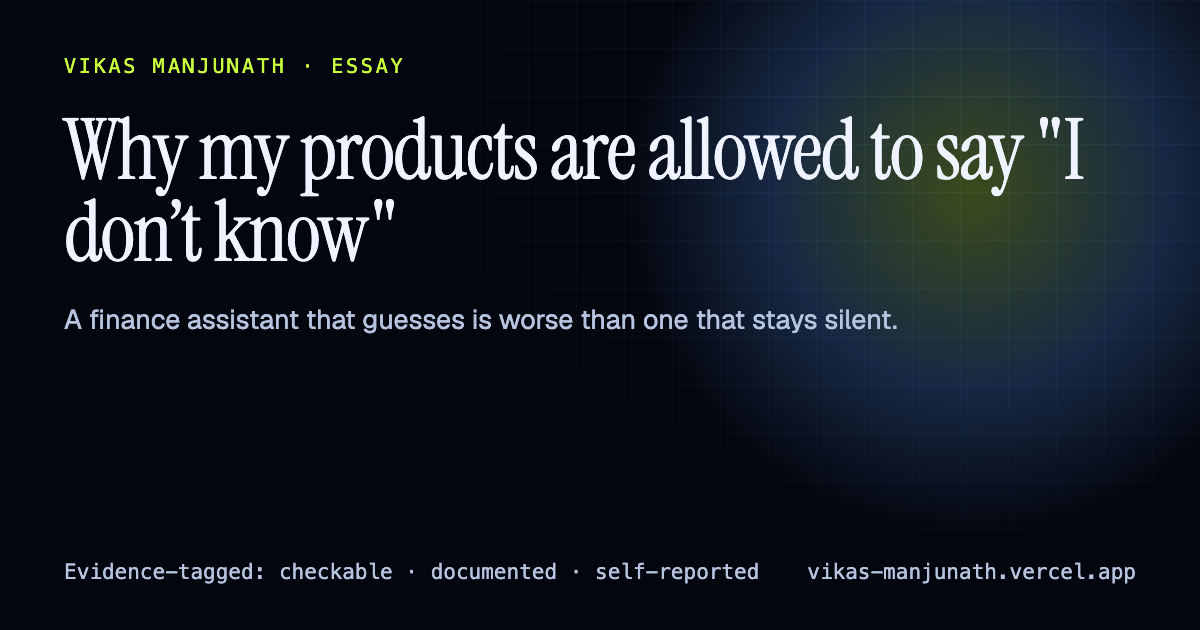 VIKAS MANJUNATH · ESSAY
Why my products are allowed to say "I
don’t know"
A finance assistant that guesses is worse than one that stays silent.
Evidence-tagged: checkable · documented · self-reported
vikas-manjunath.vercel.app